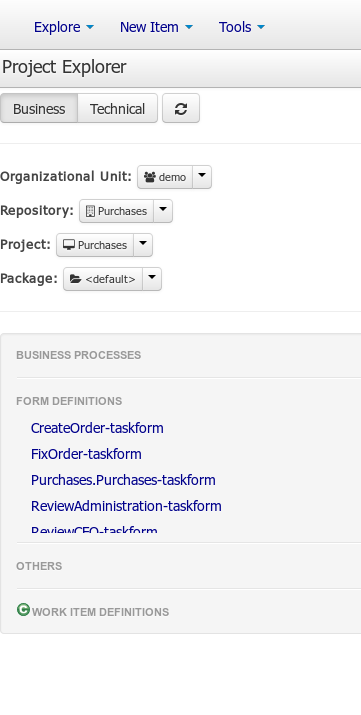 Explore New Item Tools
Project Explorer
Business Technical
Organizational Unit: demo
Repository: Purchases
Project: Purchases
Package: <default>
BUSINESS PROCESSES
FORM DEFINITIONS
CreateOrder-taskform
FixOrder-taskform
Purchases.Purchases-taskform
ReviewAdministration-taskform
ReviewCEO-taskform
OTHERS
WORK ITEM DEFINITIONS